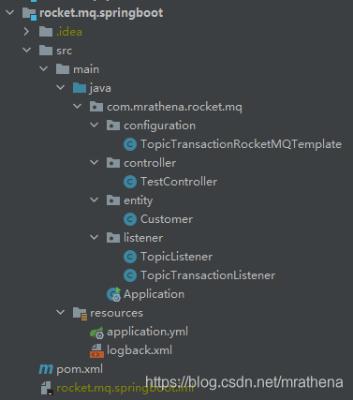 rocket.mq.springboot
.idea
src
main
java
com.mrathena.rocket.mq
configuration
TopicTransactionRocketMQTemplate
controller
TestController
entity
Customer
listener
TopicListener
TopicTransactionListener
Application
resources
application.yml
logback.xml
pom.xml
rocket.mq.springboot.iml
https://blog.csdn.net/mrathena